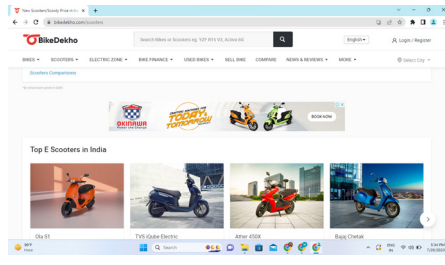 New Scooters/Scooty Price in In
bikedekho.com/scooters
BikeDekho
Search Bikes or Scooters eg. YZF R15 V3, Activa 6G
English
Login / Register
BIKES SCOOTERS ELECTRIC ZONE BIKE FINANCE USED BIKES SELL BIKE COMPARE NEWS & REVIEWS MORE
Select City
Scooters Comparisons
OKINAWA
TODAY,
TOMORROW
BOOK NOW
Top E Scooters in India
Ola S1
TVS iQube Electric
Ather 450X
Bajaj Chetak
Search
ENG
IN